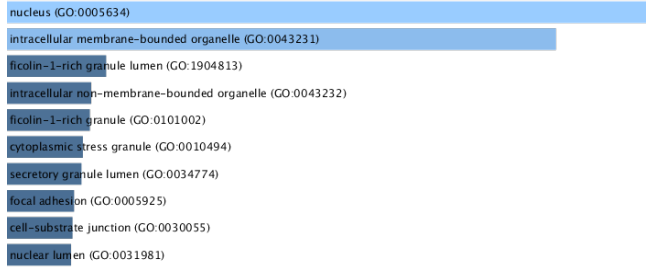 nucleus (GO:0005634)
intracellular membrane-bounded organelle (GO:0043231)
ficolin-1-rich granule lumen (GO:1904813)
intracellular non-membrane-bounded organelle (GO:0043232)
ficolin-1-rich granule (GO:0101002)
cytoplasmic stress granule (GO:0010494)
secretory granule lumen (GO:0034774)
focal adhesion (GO:0005925)
cell-substrate junction (GO:0030055)
nuclear lumen (GO:0031981)